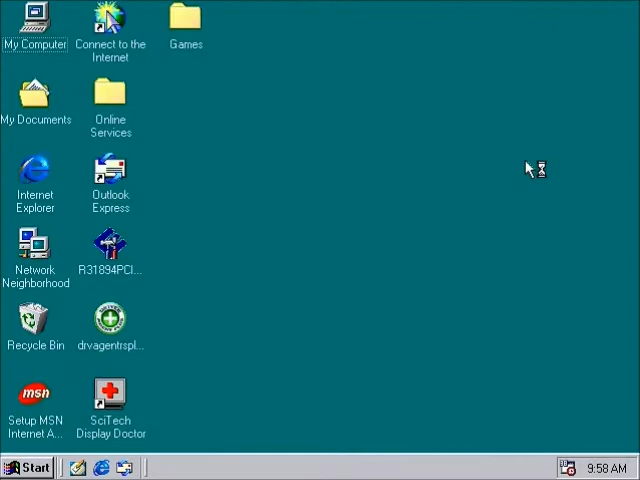 My Computer
Connect to the
Internet
Games
My Documents
Online
Services
Internet
Explorer
Outlook
Express
Network
Neighborhood
R31894PCI...
Recycle Bin
drvagentrspl...
msn
Setup MSN
Internet A...
SciTech
Display Doctor
Start
9:58 AM